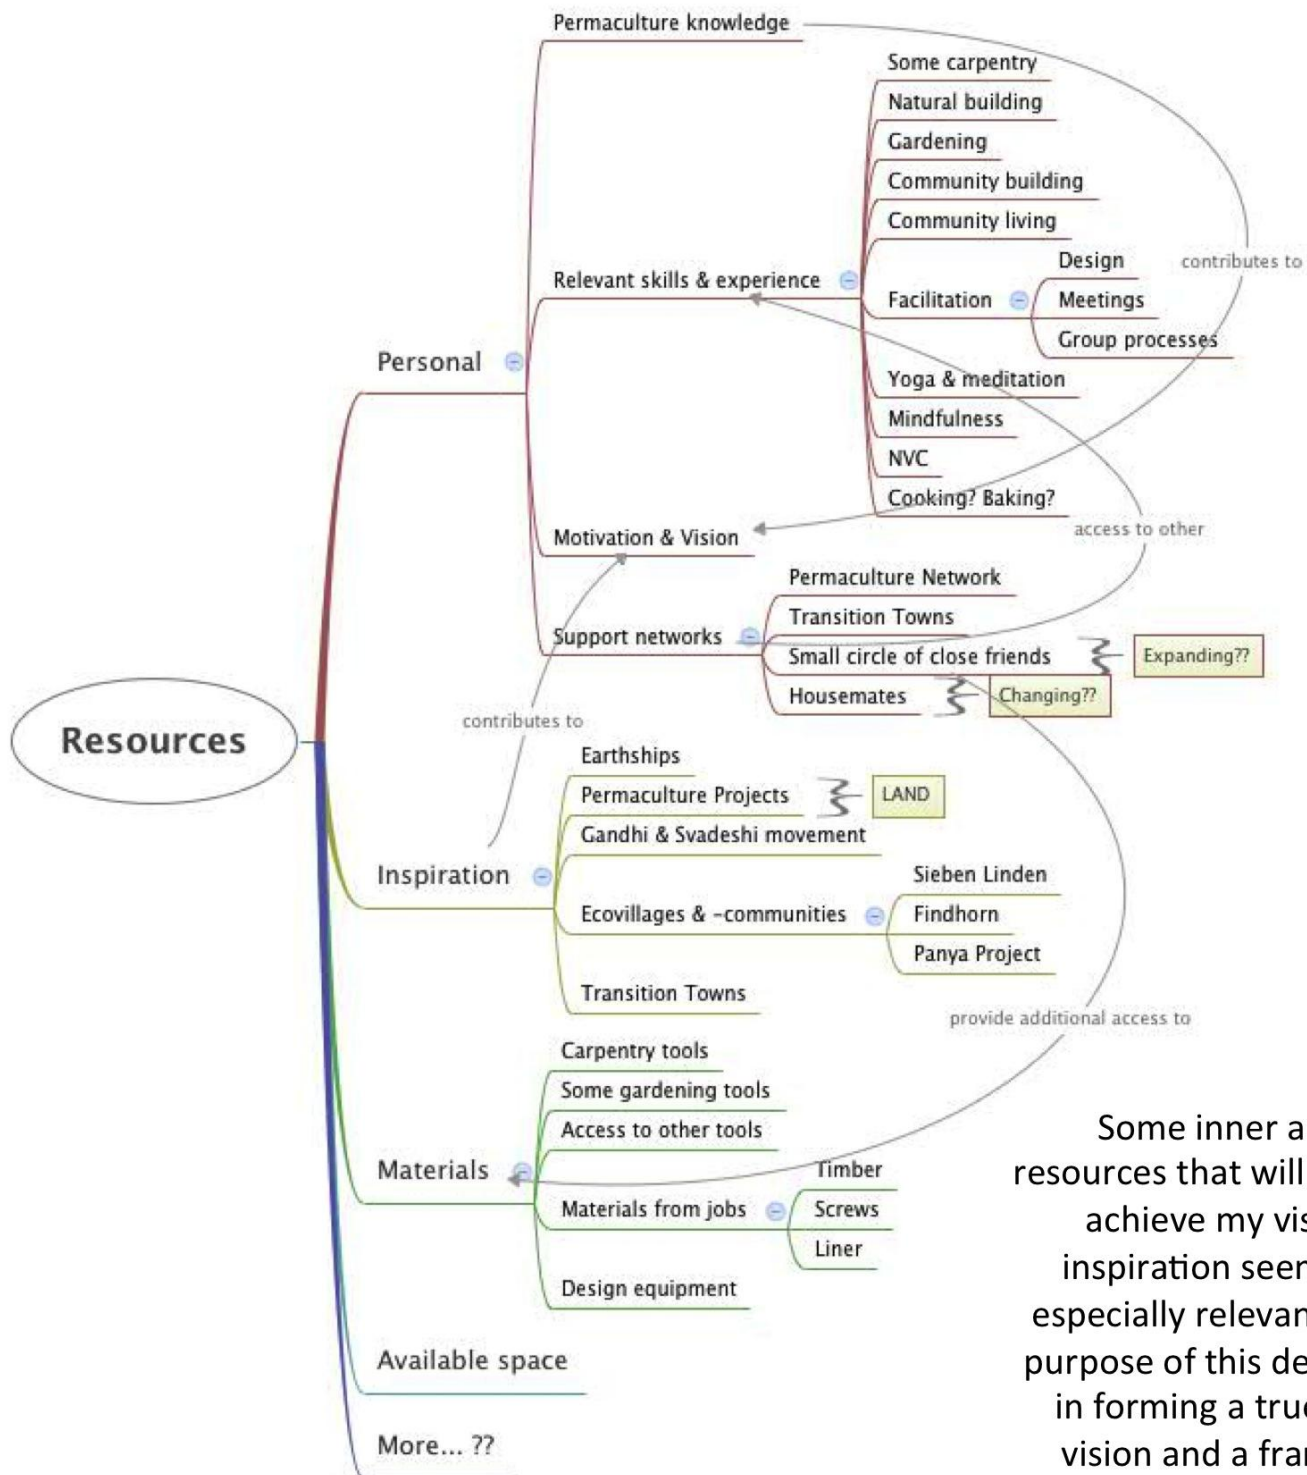 Resources
Personal
Permaculture knowledge
Relevant skills & experience
Some carpentry
Natural building
Gardening
Community building
Community living
Facilitation
Design
Meetings
Group processes
Yoga & meditation
Mindfulness
NVC
Cooking? Baking?
contributes to
access to other
Motivation & Vision
Support networks
Permaculture Network
Transition Towns
Small circle of close friends
Expanding??
Housemates
Changing??
contributes to
Inspiration
Earthships
Permaculture Projects
LAND
Gandhi & Svadeshi movement
Ecovillages & -communities
Sieben Linden
Findhorn
Panya Project
Transition Towns
provide additional access to
Materials
Carpentry tools
Some gardening tools
Access to other tools
Materials from jobs
Timber
Screws
Liner
Design equipment
Available space
More... ??
Some inner a
resources that will
achieve my vis
inspiration seen
especially relevan
purpose of this de
in forming a true
vision and a fran